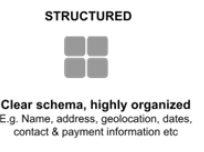 STRUCTURED
Clear schema, highly organized
E.g. Name, address, geolocation, dates,
contact & payment information etc